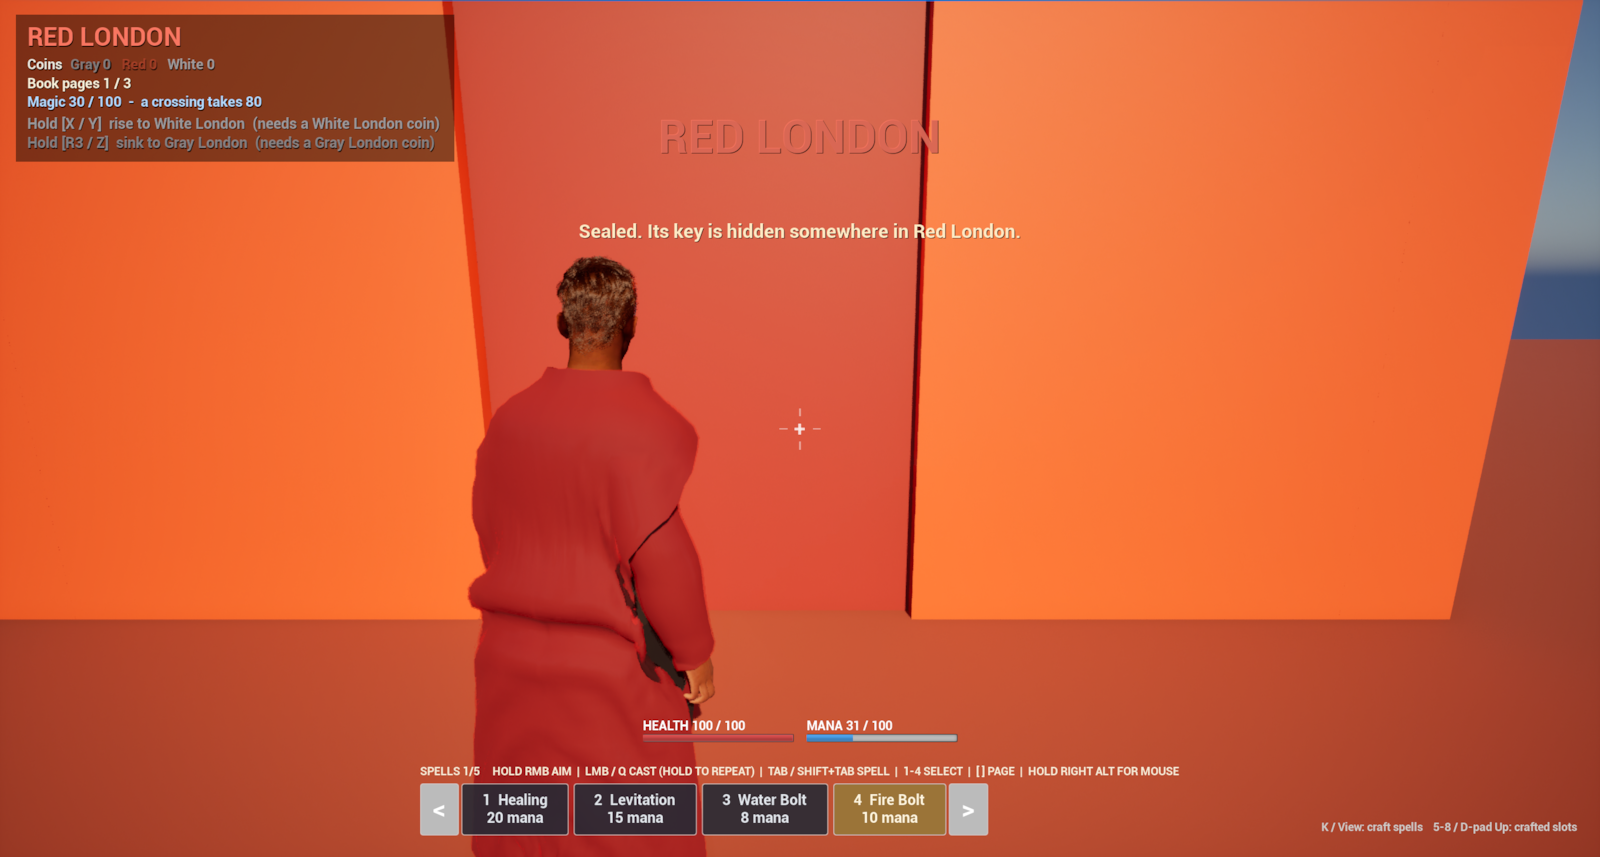 RED LONDON
Coins Gray 0 Red 0 White 0
Book pages 1 / 3
Magic 30 / 100 - a crossing takes 80
Hold [X / Y] rise to White London (needs a White London coin)
Hold [R3 / Z] sink to Gray London (needs a Gray London coin)
RED LONDON
Sealed. Its key is hidden somewhere in Red London.
HEALTH 100 / 100 MANA 31 / 100
SPELLS 1/5 HOLD RMB AIM | LMB / Q CAST (HOLD TO REPEAT) | TAB / SHIFT+TAB SPELL | 1-4 SELECT | [ ] PAGE | HOLD RIGHT ALT FOR MOUSE
< 1 Healing 2 Levitation 3 Water Bolt 4 Fire Bolt >
20 mana 15 mana 8 mana 10 mana
K / View: craft spells 5-8 / D-pad Up: crafted slots